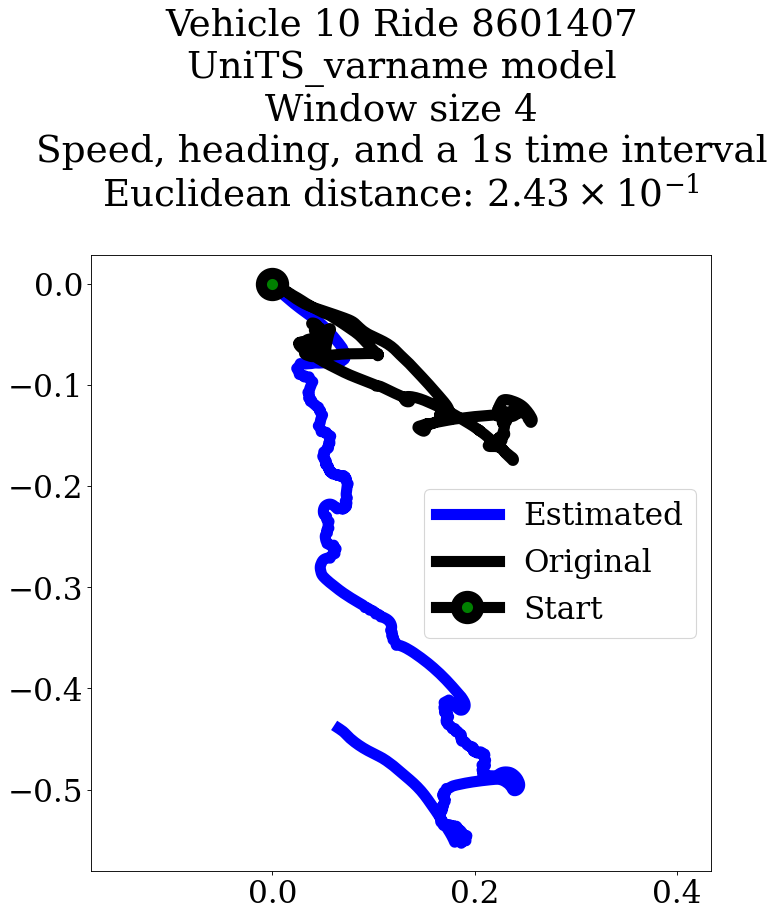 Vehicle 10 Ride 8601407
UniTS_varname model
Window size 4
Speed, heading, and a 1s time interval
Euclidean distance: 2.43 × 10⁻¹
0.0
−0.1
−0.2
−0.3
−0.4
−0.5
Estimated
Original
Start
0.0 0.2 0.4